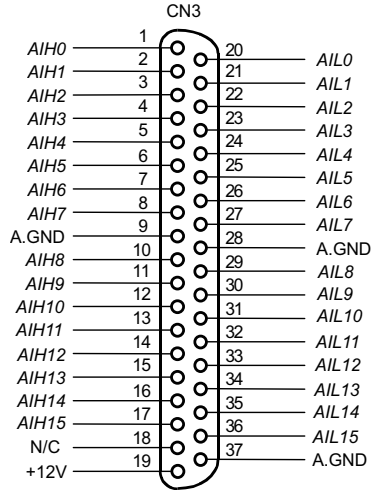 CN3
AIH0 1
20 AIL0
AIH1 2
21 AIL1
AIH2 3
22 AIL2
AIH3 4
23 AIL3
AIH4 5
24 AIL4
AIH5 6
25 AIL5
AIH6 7
26 AIL6
AIH7 8
27 AIL7
A.GND 9
28 A.GND
AIH8 10
29 AIL8
AIH9 11
30 AIL9
AIH10 12
31 AIL10
AIH11 13
32 AIL11
AIH12 14
33 AIL12
AIH13 15
34 AIL13
AIH14 16
35 AIL14
AIH15 17
36 AIL15
N/C 18
37 A.GND
+12V 19